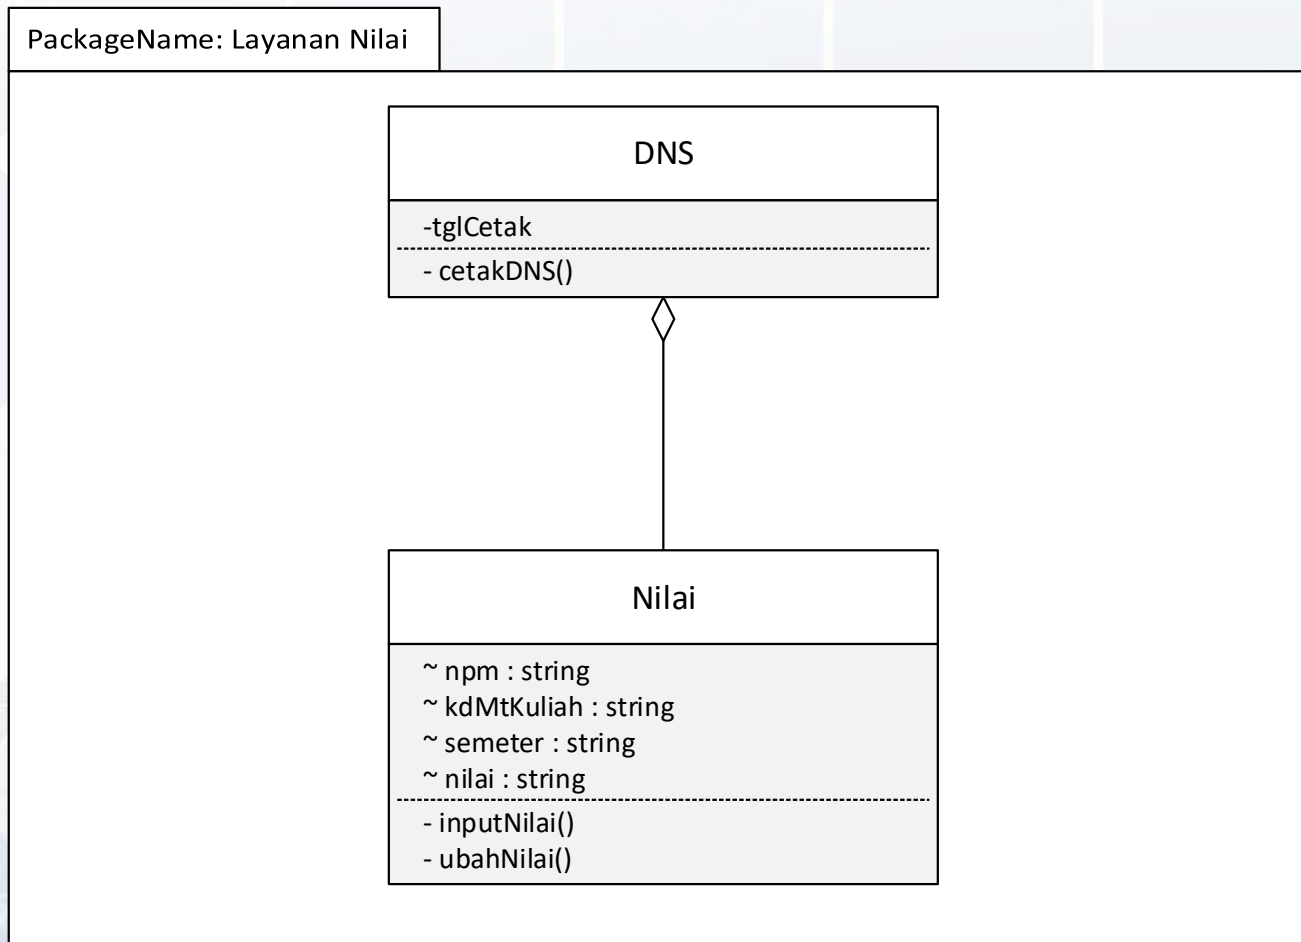 PackageName: Layanan Nilai
DNS
-tglCetak
- cetakDNS()
Nilai
~ npm : string
~ kdMtKuliah : string
~ semeter : string
~ nilai : string
- inputNilai()
- ubahNilai()